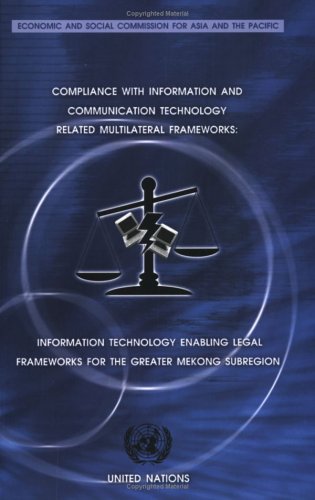 ECONOMIC AND SOCIAL COMMISSION FOR ASIA AND THE PACIFIC
COMPLIANCE WITH INFORMATION AND
COMMUNICATION TECHNOLOGY
RELATED MULTILATERAL FRAMEWORKS:
INFORMATION TECHNOLOGY ENABLING LEGAL
FRAMEWORKS FOR THE GREATER MEKONG SUBREGION
UNITED NATIONS